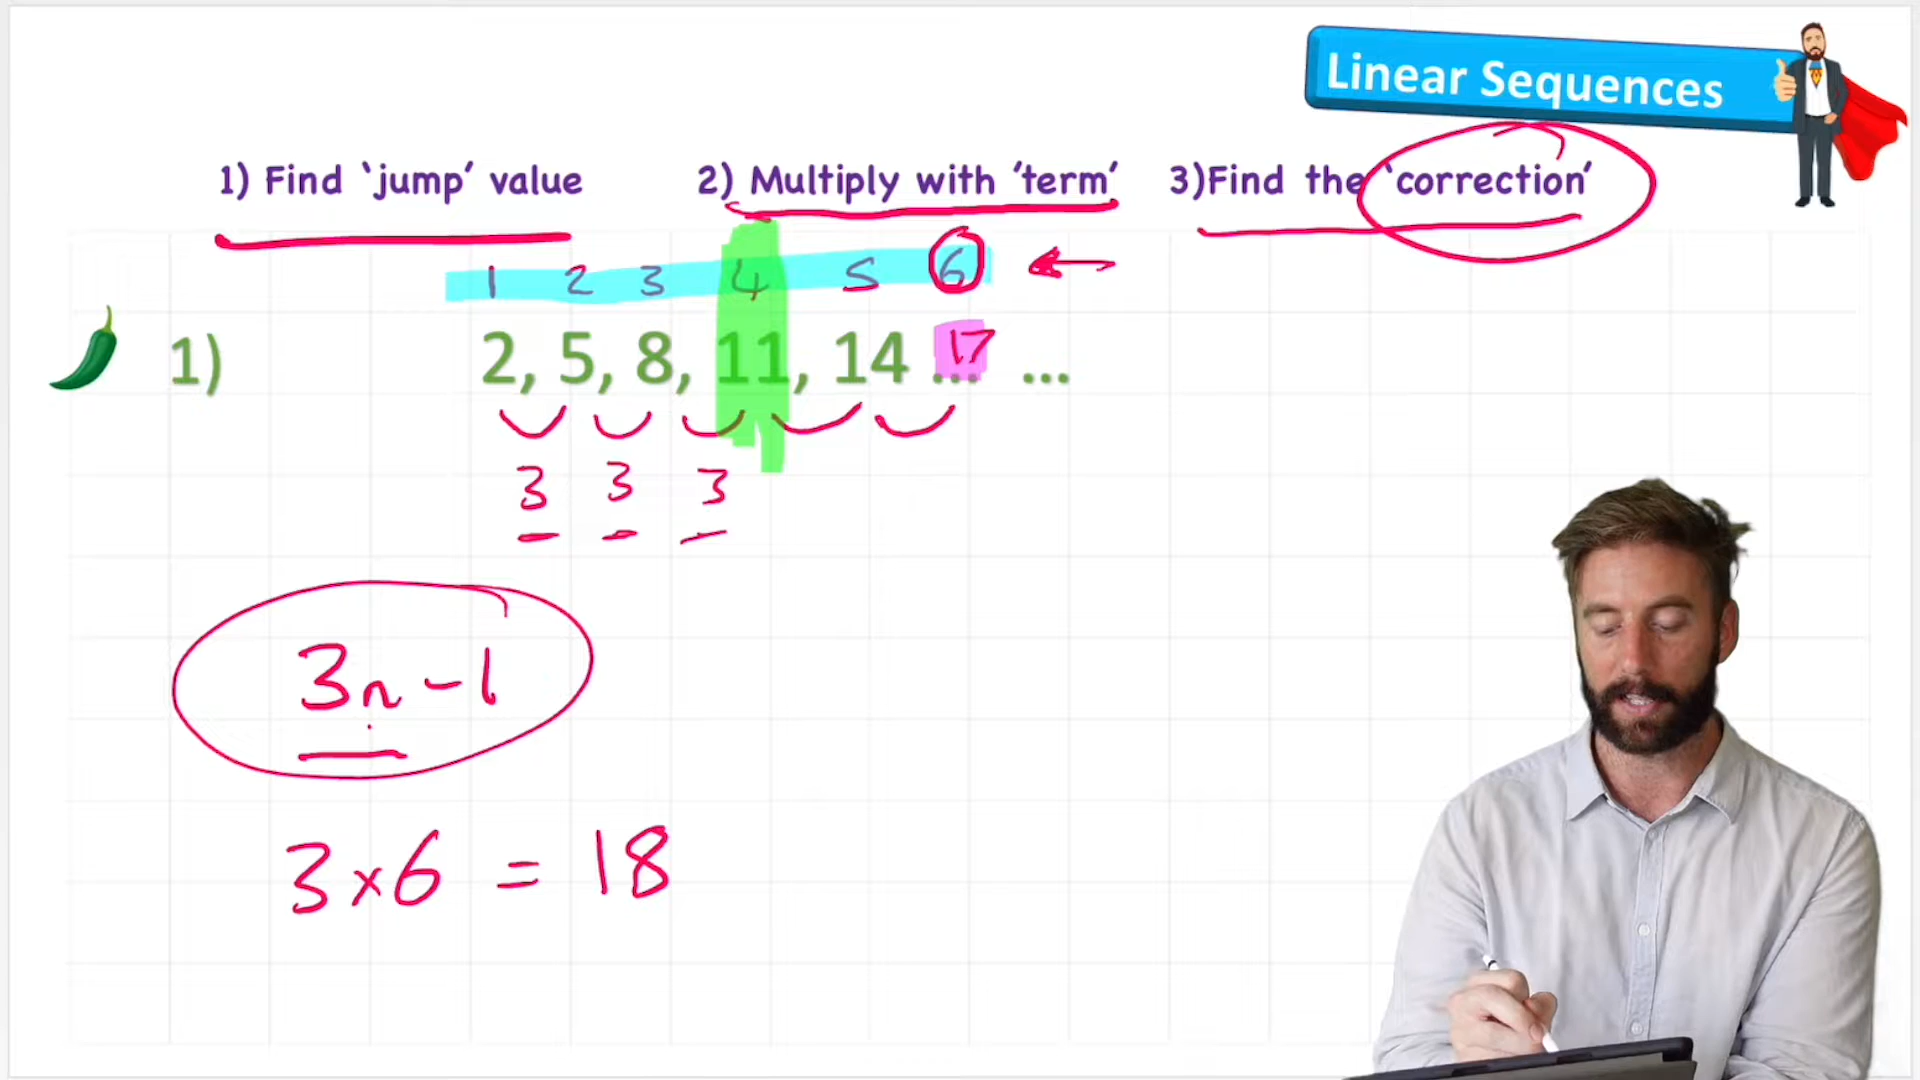 Linear Sequences
1) Find ‘jump’ value 2) Multiply with ‘term’ 3)Find the ‘correction’
1 2 3 4 5 6
1) 2, 5, 8, 11, 14 17 ... ...
3 3 3
3n - 1
3 x 6 = 18